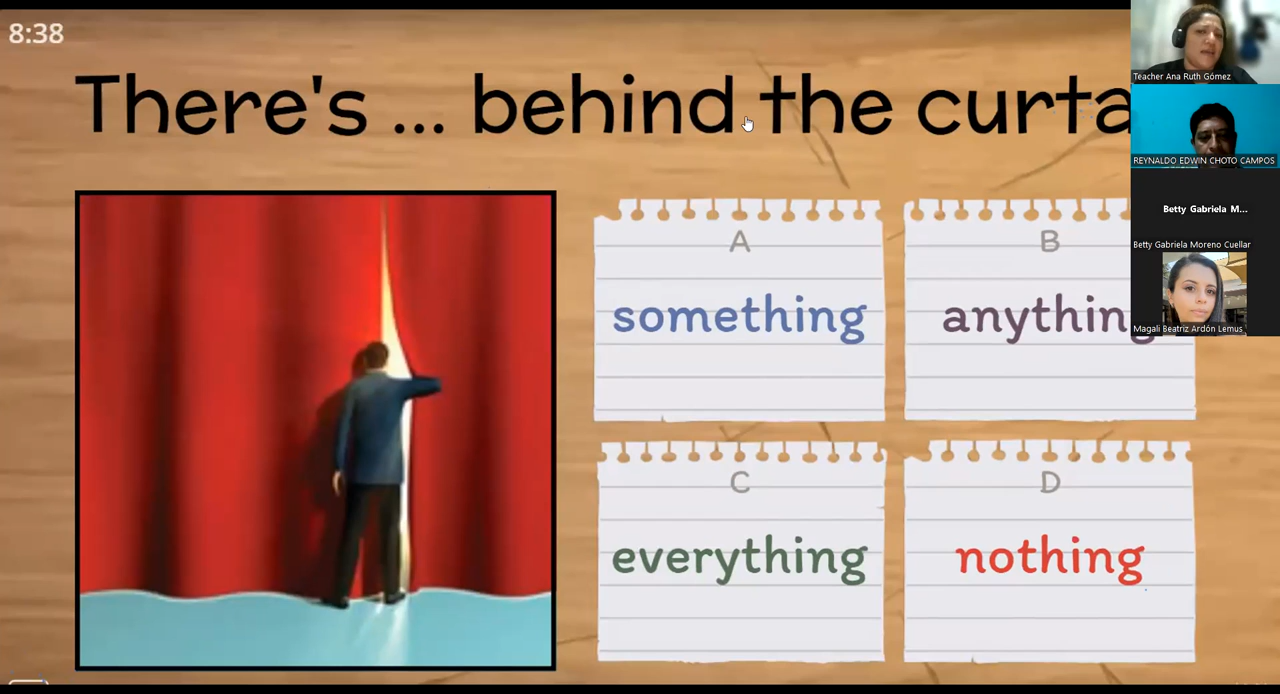 8:38
There's ... behind the curta
A
something
B
anything
C
everything
D
nothing
Teacher Ana Ruth Gómez
REYNALDO EDWIN CHOTO CAMPOS
Betty Gabriela M...
Betty Gabriela Moreno Cuellar
Magali Beatriz Ardón Lemus